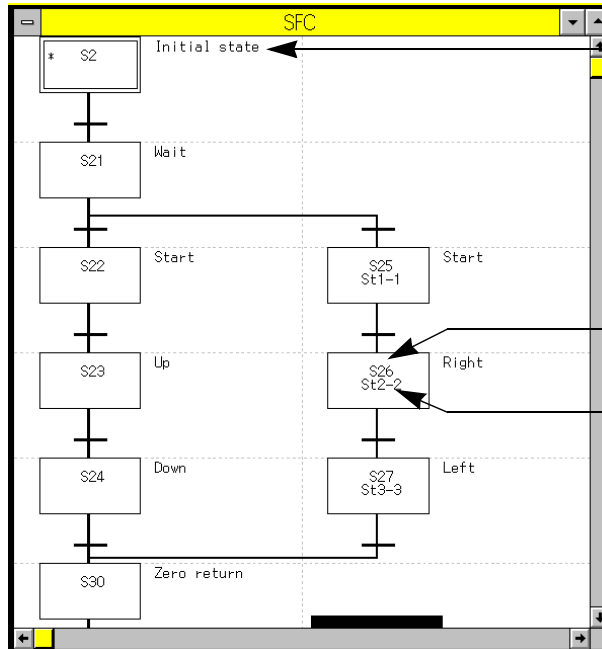 SFC
* S2 Initial state
S21 Wait
S22 Start
S25 Start
St1-1
S23 Up
S26 Right
St2-2
S24 Down
S27 Left
St3-3
S30 Zero return